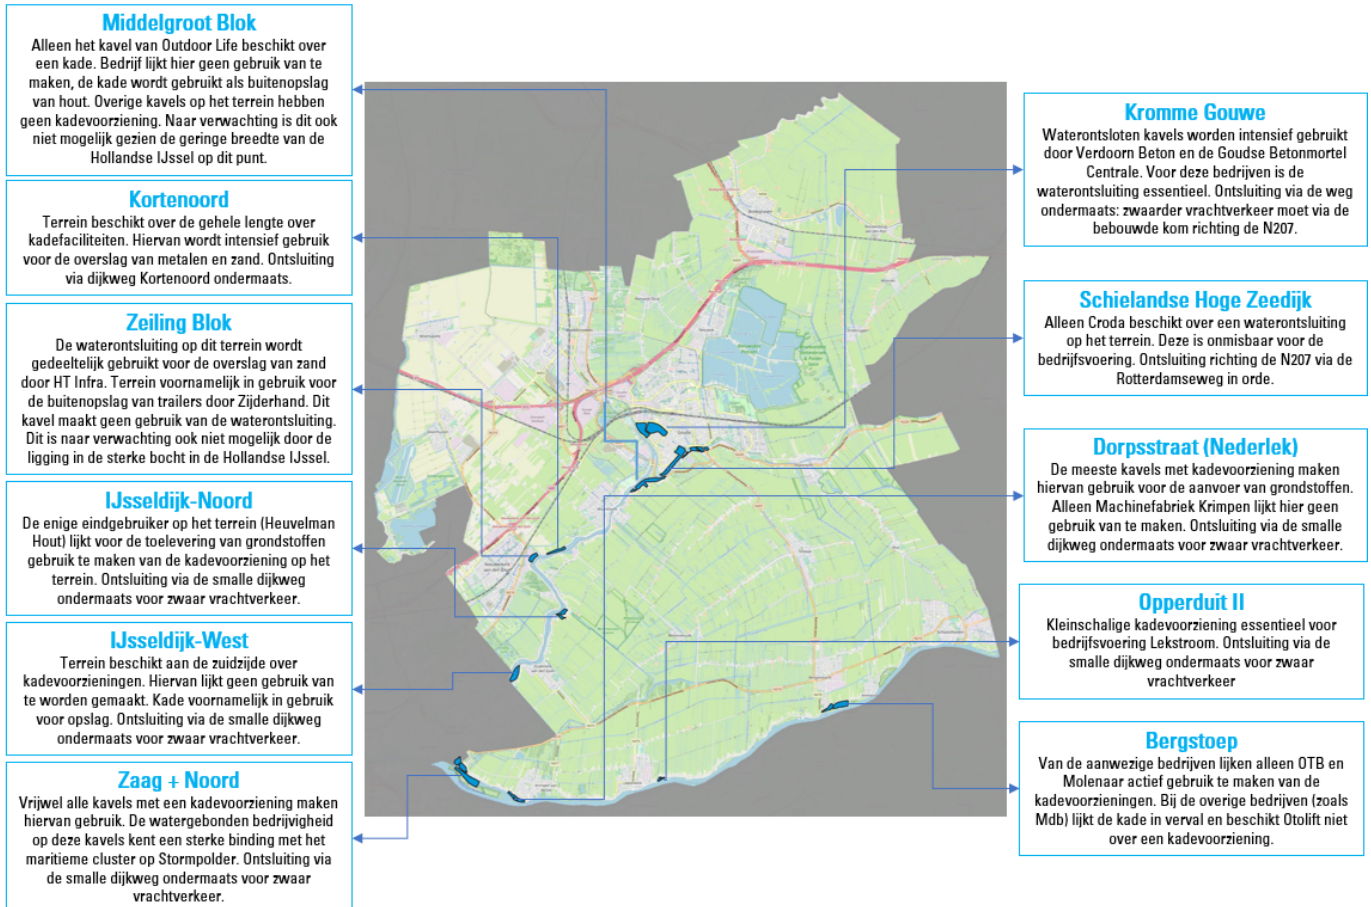 Middelgroot Blok
Alleen het kavel van Outdoor Life beschikt over
een kade. Bedrijf lijkt hier geen gebruik van te
maken, de kade wordt gebruikt als buitenopslag
van hout. Overige kavels op het terrein hebben
geen kadevoorziening. Naar verwachting is dit ook
niet mogelijk gezien de geringe breedte van de
Hollandse IJssel op dit punt.
Kortenoord
Terrein beschikt over de gehele lengte over
kadefaciliteiten. Hiervan wordt intensief gebruik
voor de overslag van metalen en zand. Ontsluiting
via dijkweg Kortenoord ondermaats.
Zeiling Blok
De waterontsluiting op dit terrein wordt
gedeeltelijk gebruikt voor de overslag van zand
door HT Infra. Terrein voornamelijk in gebruik voor
de buitenopslag van trailers door Zijderhand. Dit
kavel maakt geen gebruik van de waterontsluiting.
Dit is naar verwachting ook niet mogelijk door de
ligging in de sterke bocht in de Hollandse IJssel.
IJsseldijk-Noord
De enige eindgebruiker op het terrein (Heuvelman
Hout) lijkt voor de toelevering van grondstoffen
gebruik te maken van de kadevoorziening op het
terrein. Ontsluiting via de smalle dijkweg
ondermaats voor zwaar vrachtverkeer.
IJsseldijk-West
Terrein beschikt aan de zuidzijde over
kadevoorzieningen. Hiervan lijkt geen gebruik van
te worden gemaakt. Kade voornamelijk in gebruik
voor opslag. Ontsluiting via de smalle dijkweg
ondermaats voor zwaar vrachtverkeer.
Zaag + Noord
Vrijwel alle kavels met een kadevoorziening maken
hiervan gebruik. De watergebonden bedrijvigheid
op deze kavels kent een sterke binding met het
maritieme cluster op Stormpolder. Ontsluiting via
de smalle dijkweg ondermaats voor zwaar
vrachtverkeer.
Kromme Gouwe
Waterontsloten kavels worden intensief gebruikt
door Verdoorn Beton en de Goudse Betonmortel
Centrale. Voor deze bedrijven is de
waterontsluiting essentieel. Ontsluiting via de weg
ondermaats: zwaarder vrachtverkeer moet via de
bebouwde kom richting de N207.
Schielandse Hoge Zeedijk
Alleen Croda beschikt over een waterontsluiting
op het terrein. Deze is onmisbaar voor de
bedrijfsvoering. Ontsluiting richting de N207 via de
Rotterdamseweg in orde.
Dorpsstraat (Nederlek)
De meeste kavels met kadevoorziening maken
hiervan gebruik voor de aanvoer van grondstoffen.
Alleen Machinefabriek Krimpen lijkt hier geen
gebruik van te maken. Ontsluiting via de smalle
dijkweg ondermaats voor zwaar vrachtverkeer.
Opperduit II
Kleinschalige kadevoorziening essentieel voor
bedrijfsvoering Lekstroom. Ontsluiting via de
smalle dijkweg ondermaats voor zwaar
vrachtverkeer
Bergstoep
Van de aanwezige bedrijven lijken alleen OTB en
Molenaar actief gebruik te maken van de
kadevoorzieningen. Bij de overige bedrijven (zoals
Mdb) lijkt de kade in verval en beschikt Otolift niet
over een kadevoorziening.